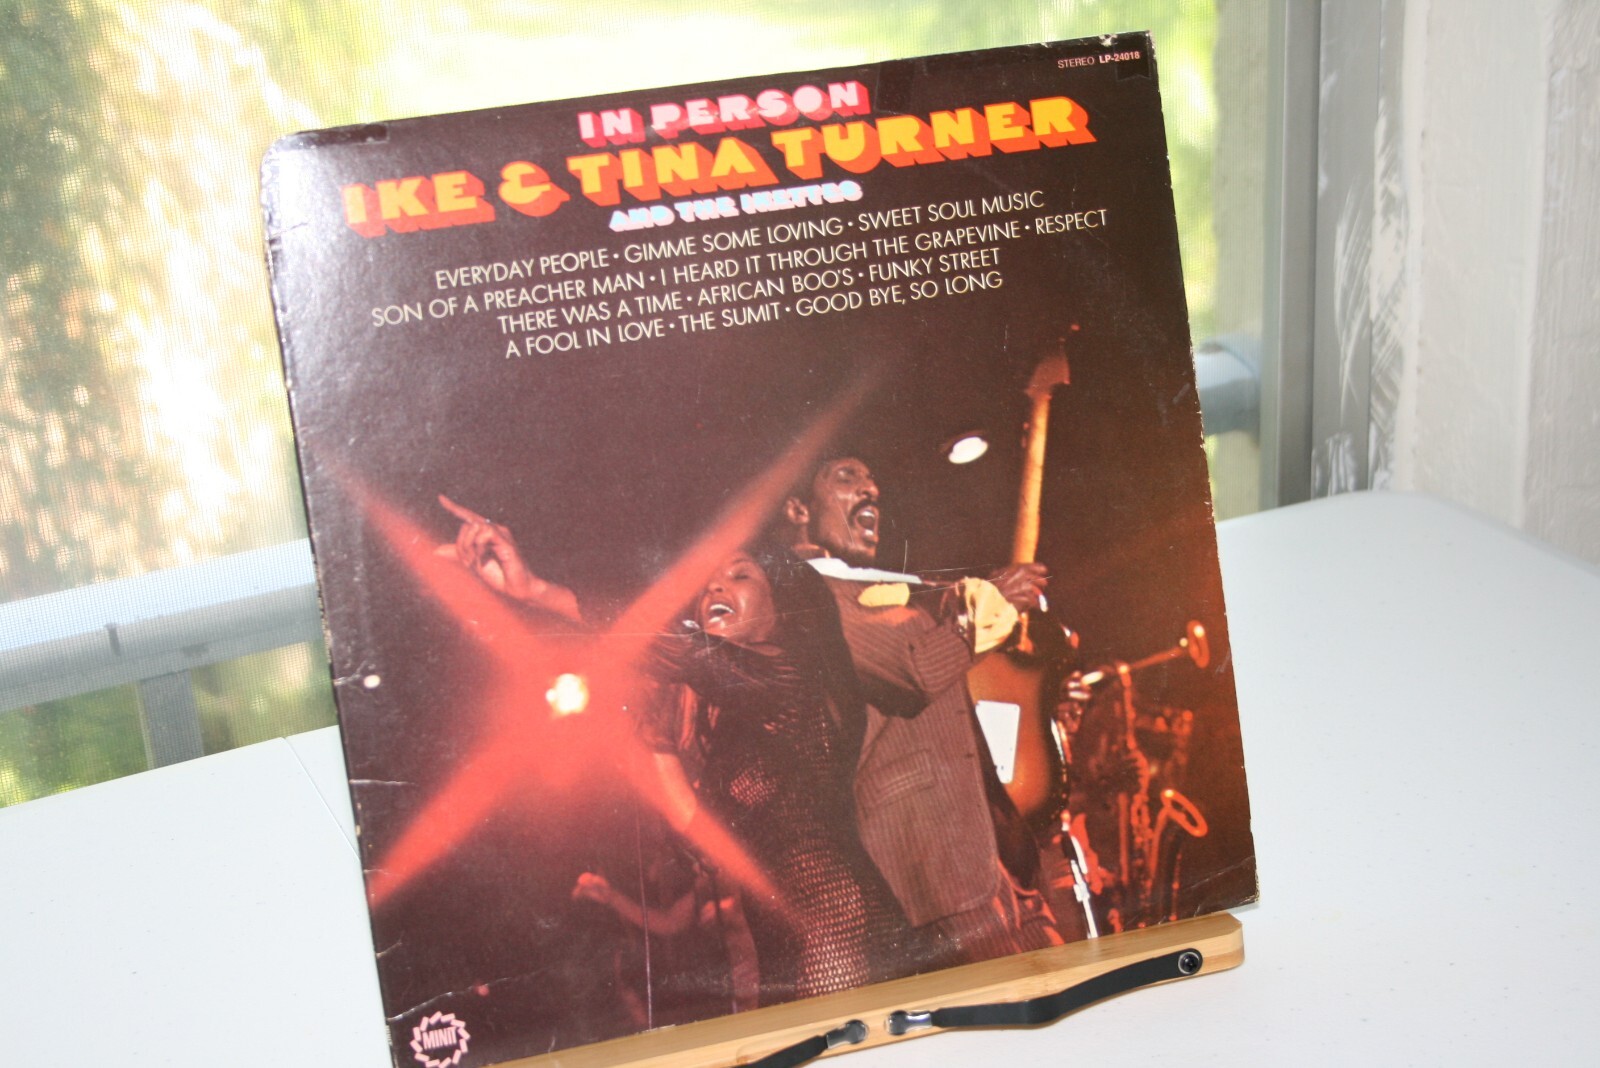 STEREO LP-24018
IN PERSON
IKE & TINA TURNER
AND THE IKETTES
EVERYDAY PEOPLE • GIMME SOME LOVING • SWEET SOUL MUSIC
SON OF A PREACHER MAN • I HEARD IT THROUGH THE GRAPEVINE • RESPECT
THERE WAS A TIME • AFRICAN BOO'S • FUNKY STREET
A FOOL IN LOVE • THE SUMIT • GOOD BYE, SO LONG
MINIT